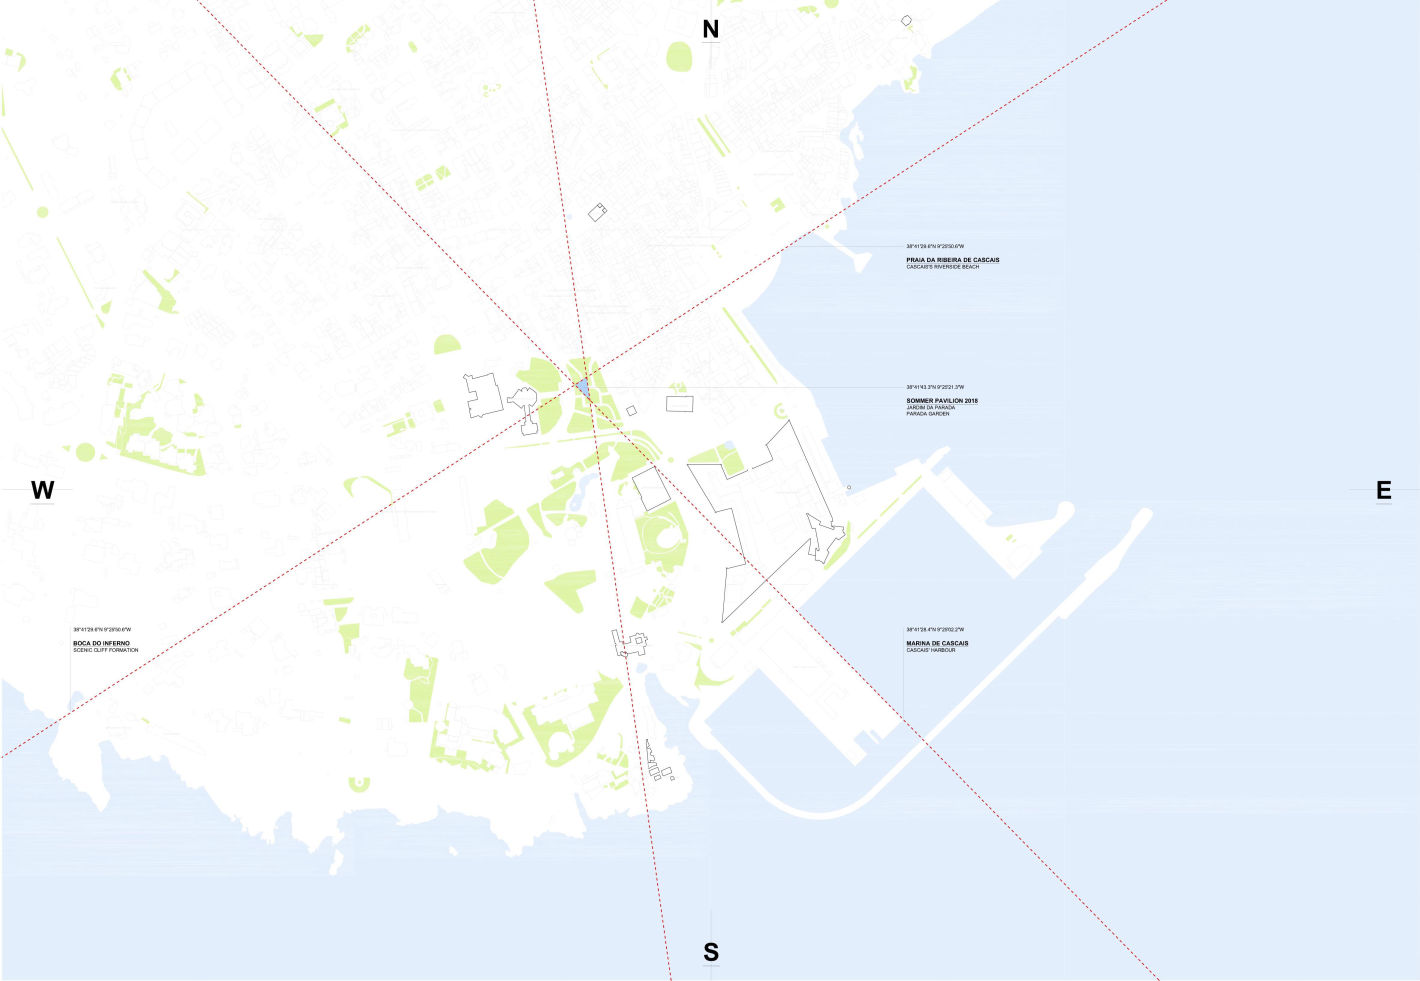 N
38°41'29.6"N 9°25'50.6"W
PRAIA DA RIBEIRA DE CASCAIS
CASCAIS'S RIVERSIDE BEACH
38°41'43.3"N 9°25'21.3"W
SOMMER PAVILION 2018
JARDIM DA PARADA
PARADA GARDEN
W
E
38°41'29.6"N 9°25'50.6"W
BOCA DO INFERNO
SCENIC CLIFF FORMATION
38°41'28.4"N 9°25'02.2"W
MARINA DE CASCAIS
CASCAIS' HARBOUR
S